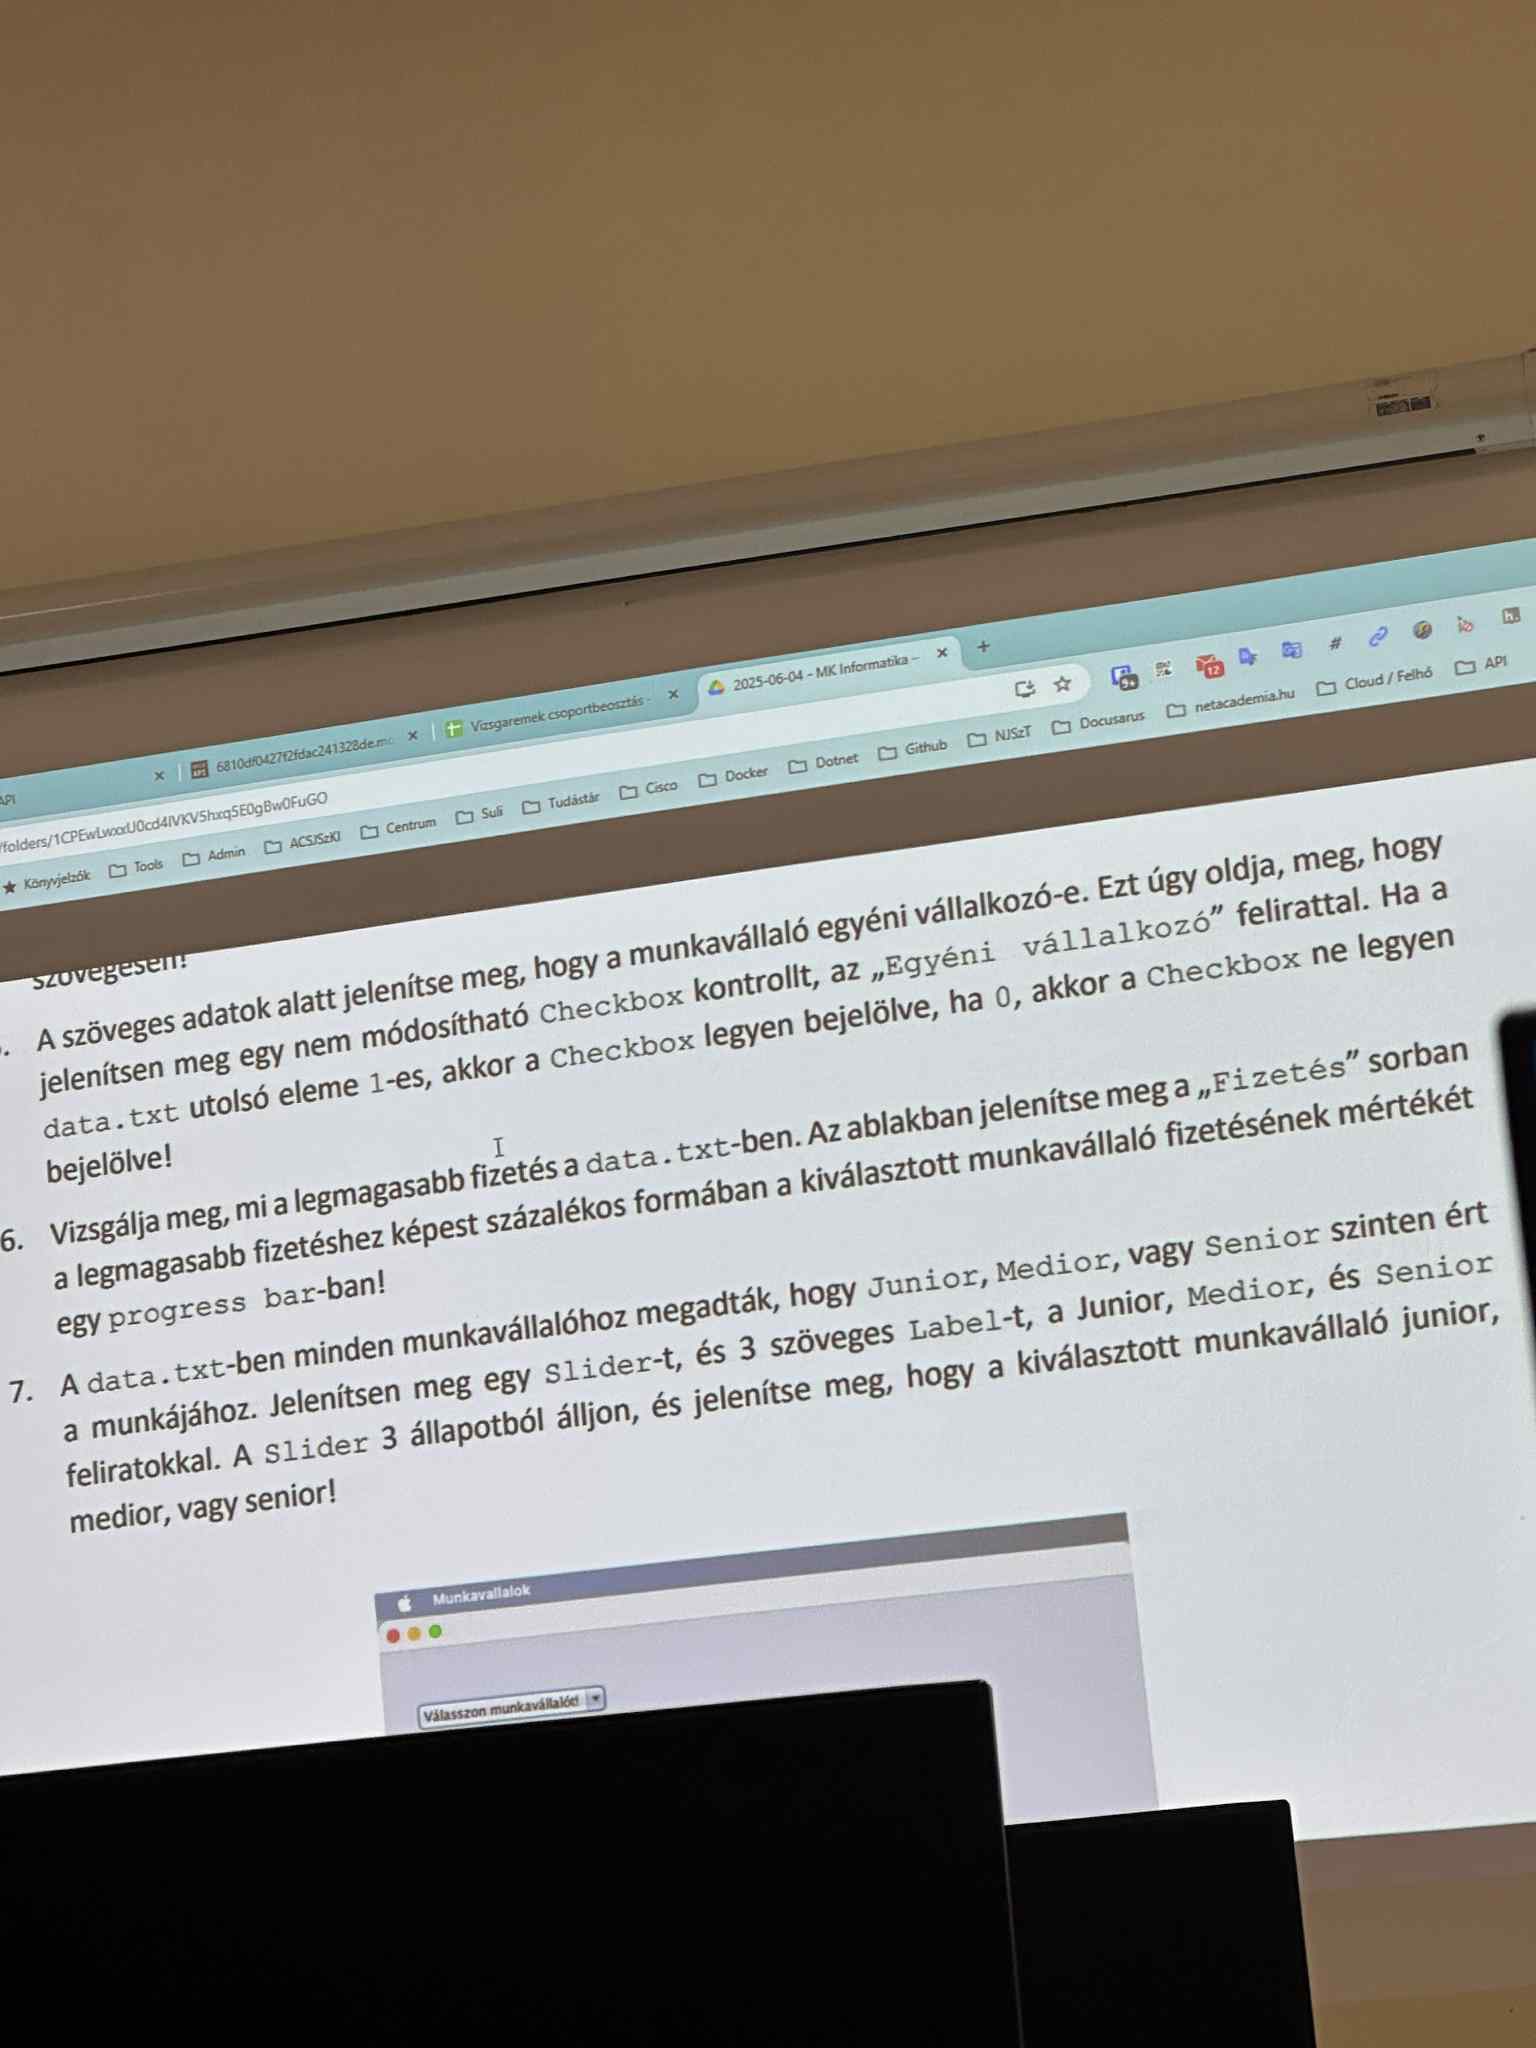 API
6810df0427f2fdac241328de.mo
Vizsgaremek csoportbeosztás -
2025-06-04 - MK Informatika –
/folders/1CPEwLwxxrU0cd4IVKV5hxq5E0gBw0FuGO
9+
12
#
h.
Könyvjelzők
Tools
Admin
ACSJSzKI
Centrum
Suli
Tudástár
Cisco
Docker
Dotnet
Github
NJSzT
Docusarus
netacademia.hu
Cloud / Felhő
API
szövegesen!
A szöveges adatok alatt jelenítse meg, hogy a munkavállaló egyéni vállalkozó-e. Ezt úgy oldja, meg, hogy
jelenítsen meg egy nem módosítható Checkbox kontrollt, az „Egyéni vállalkozó” felirattal. Ha a
data.txt utolsó eleme 1-es, akkor a Checkbox legyen bejelölve, ha 0, akkor a Checkbox ne legyen
bejelölve!
6. Vizsgálja meg, mi a legmagasabb fizetés a data.txt-ben. Az ablakban jelenítse meg a „Fizetés” sorban
a legmagasabb fizetéshez képest százalékos formában a kiválasztott munkavállaló fizetésének mértékét
egy progress bar-ban!
7. A data.txt-ben minden munkavállalóhoz megadták, hogy Junior, Medior, vagy Senior szinten ért
a munkájához. Jelenítsen meg egy Slider-t, és 3 szöveges Label-t, a Junior, Medior, és Senior
feliratokkal. A Slider 3 állapotból álljon, és jelenítse meg, hogy a kiválasztott munkavállaló junior,
medior, vagy senior!
Munkavallalok
Válasszon munkavállalót!